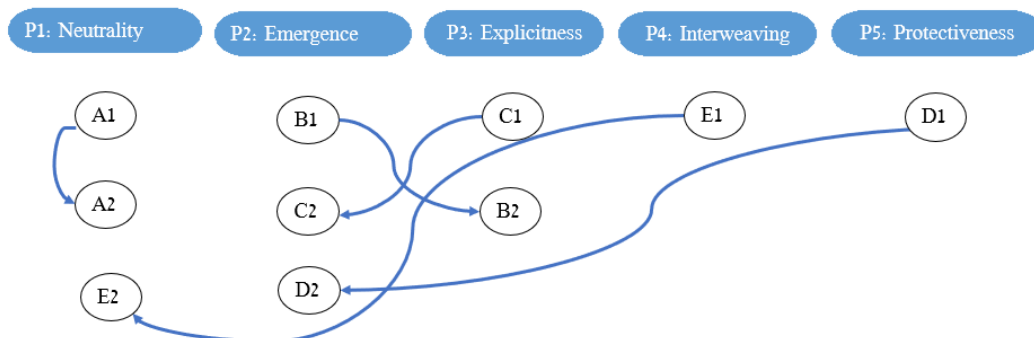 P1: Neutrality
P2: Emergence
P3: Explicitness
P4: Interweaving
P5: Protectiveness
A1
B1
C1
E1
D1
A2
C2
B2
E2
D2